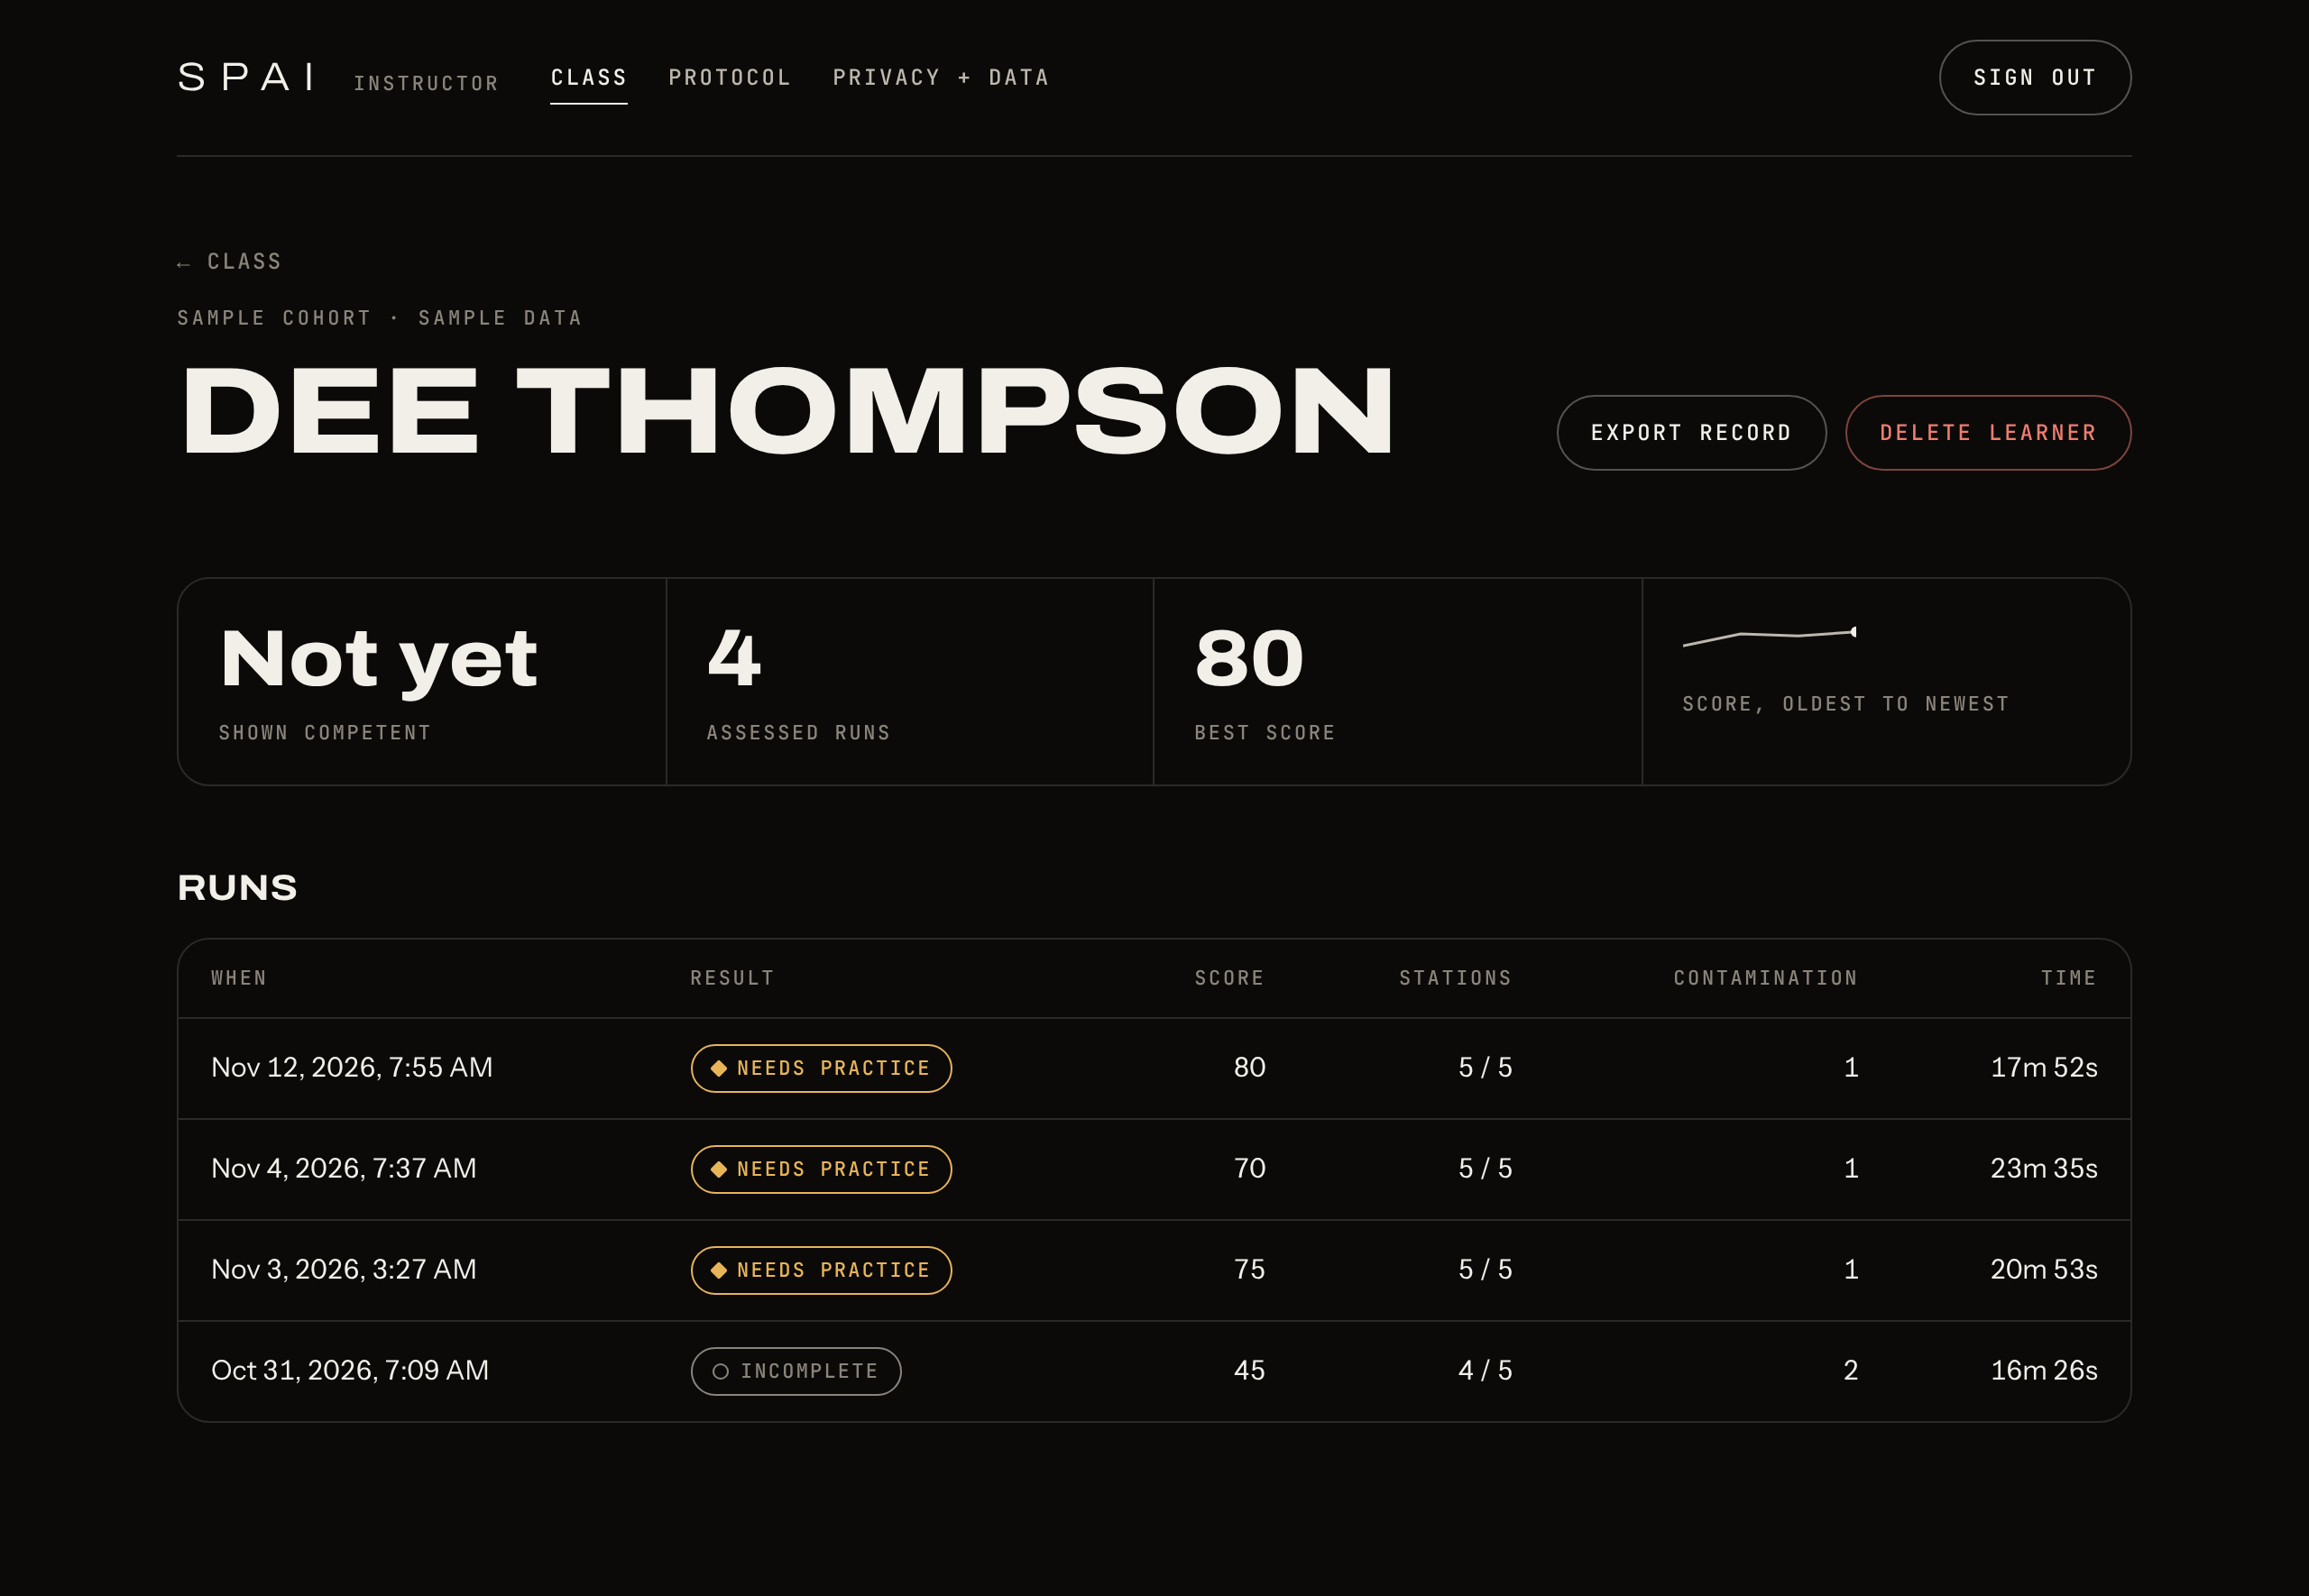 SPAI INSTRUCTOR CLASS PROTOCOL PRIVACY + DATA SIGN OUT
← CLASS
SAMPLE COHORT · SAMPLE DATA
DEE THOMPSON
EXPORT RECORD DELETE LEARNER
Not yet 4 80
SHOWN COMPETENT ASSESSED RUNS BEST SCORE SCORE, OLDEST TO NEWEST
RUNS
WHEN RESULT SCORE STATIONS CONTAMINATION TIME
Nov 12, 2026, 7:55 AM NEEDS PRACTICE 80 5 / 5 1 17m 52s
Nov 4, 2026, 7:37 AM NEEDS PRACTICE 70 5 / 5 1 23m 35s
Nov 3, 2026, 3:27 AM NEEDS PRACTICE 75 5 / 5 1 20m 53s
Oct 31, 2026, 7:09 AM INCOMPLETE 45 4 / 5 2 16m 26s